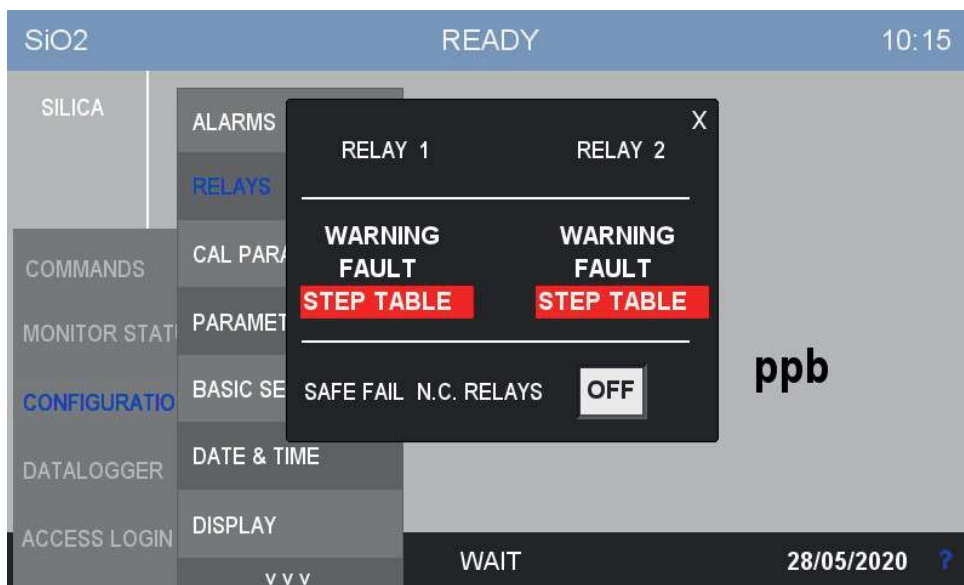 SiO2 READY 10:15
SILICA
COMMANDS
MONITOR STAT
CONFIGURATIO
DATALOGGER
ACCESS LOGIN
ALARMS
RELAYS
CAL PARA
PARAMET
BASIC SE
DATE & TIME
DISPLAY
V V V
X
RELAY 1 RELAY 2
WARNING WARNING
FAULT FAULT
STEP TABLE STEP TABLE
SAFE FAIL N.C. RELAYS OFF
ppb
WAIT 28/05/2020 ?